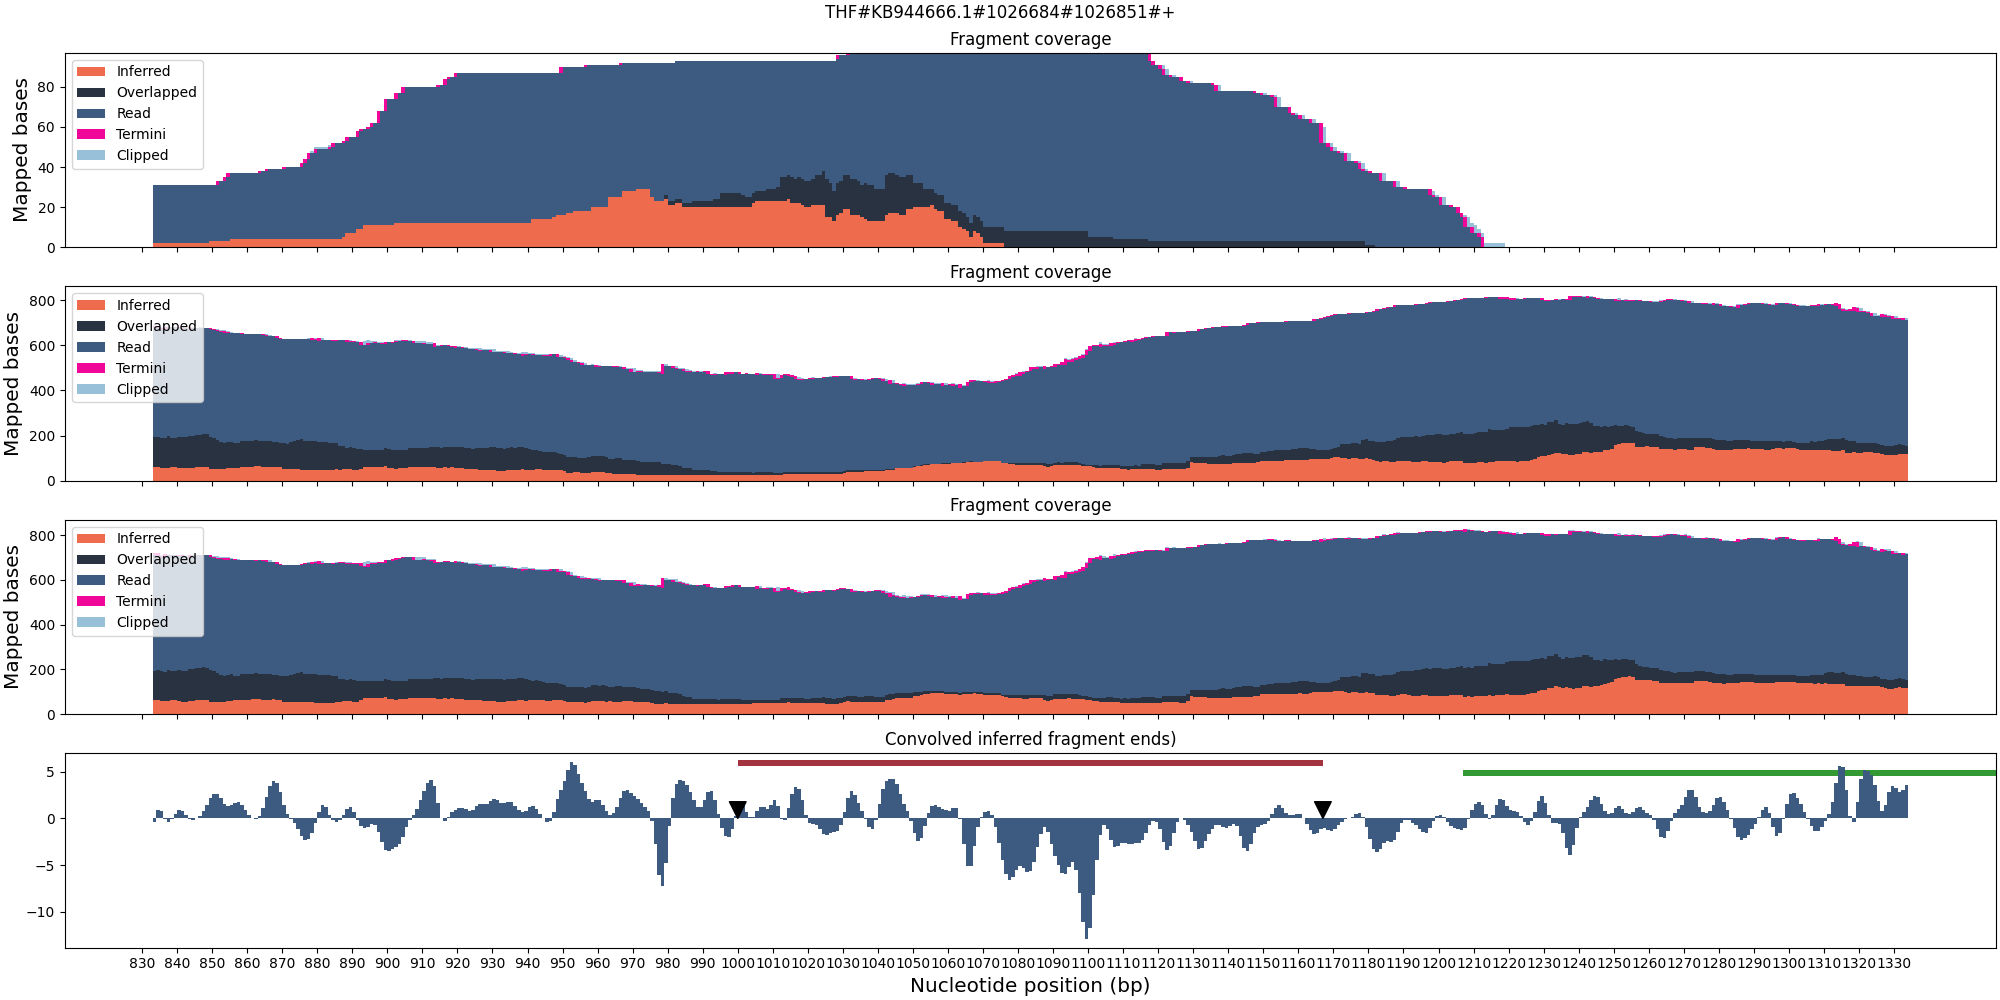 THF#KB944666.1#1026684#1026851#+
Fragment coverage
Mapped bases
80
60
40
20
0
Inferred
Overlapped
Read
Termini
Clipped
Fragment coverage
Mapped bases
800
600
400
200
0
Inferred
Overlapped
Read
Termini
Clipped
Fragment coverage
Mapped bases
800
600
400
200
0
Inferred
Overlapped
Read
Termini
Clipped
Convolved inferred fragment ends)
5
0
−5
−10
830 840 850 860 870 880 890 900 910 920 930 940 950 960 970 980 990 1000 1010 1020 1030 1040 1050 1060 1070 1080 1090 1100 1110 1120 1130 1140 1150 1160 1170 1180 1190 1200 1210 1220 1230 1240 1250 1260 1270 1280 1290 1300 1310 1320 1330
Nucleotide position (bp)